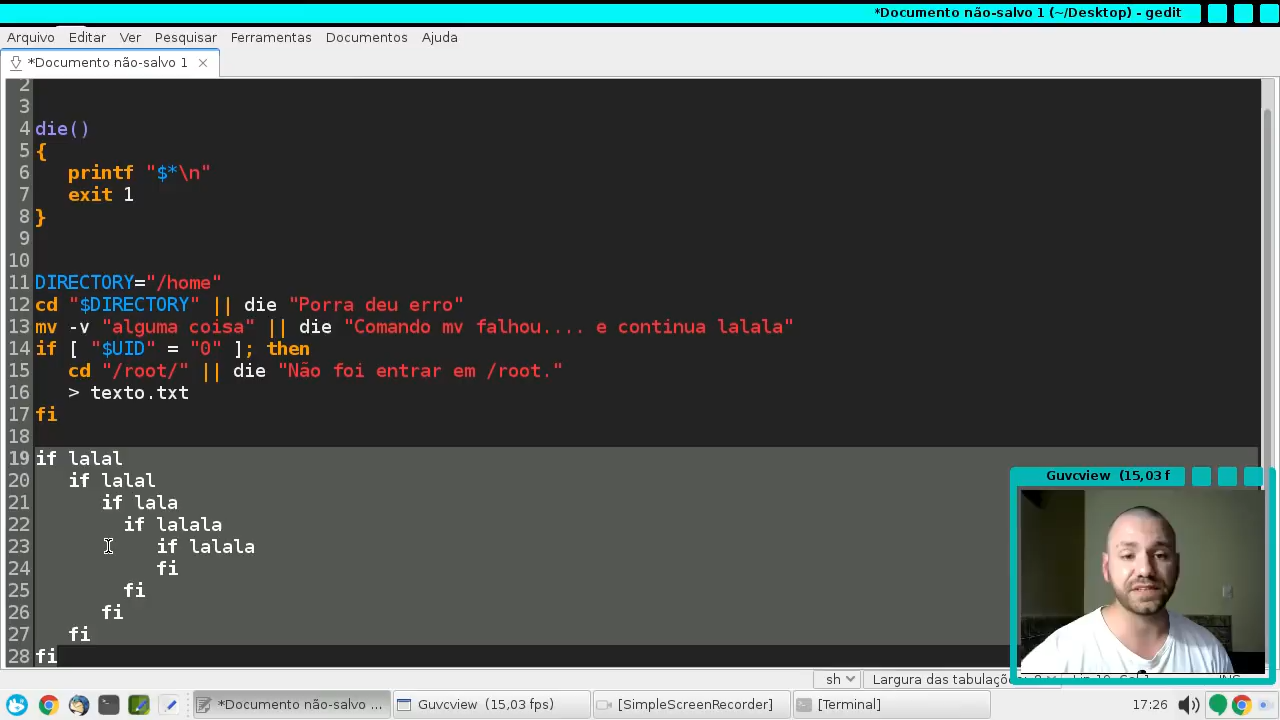 *Documento não-salvo 1 (~/Desktop) - gedit
Arquivo Editar Ver Pesquisar Ferramentas Documentos Ajuda
*Documento não-salvo 1
2
3
4 die()
5 {
6 printf "$*\n"
7 exit 1
8 }
9
10
11 DIRECTORY="/home"
12 cd "$DIRECTORY" || die "Porra deu erro"
13 mv -v "alguma coisa" || die "Comando mv falhou.... e continua lalala"
14 if [ "$UID" = "0" ]; then
15 cd "/root/" || die "Não foi entrar em /root."
16 > texto.txt
17 fi
18
19 if lalal
20 if lalal
21 if lala
22 if lalala
23 if lalala
24 fi
25 fi
26 fi
27 fi
28 fi
Guvcview (15,03 f
sh Largura das tabulaçõ
*Documento não-salvo ... Guvcview (15,03 fps) [SimpleScreenRecorder] [Terminal] 17:26